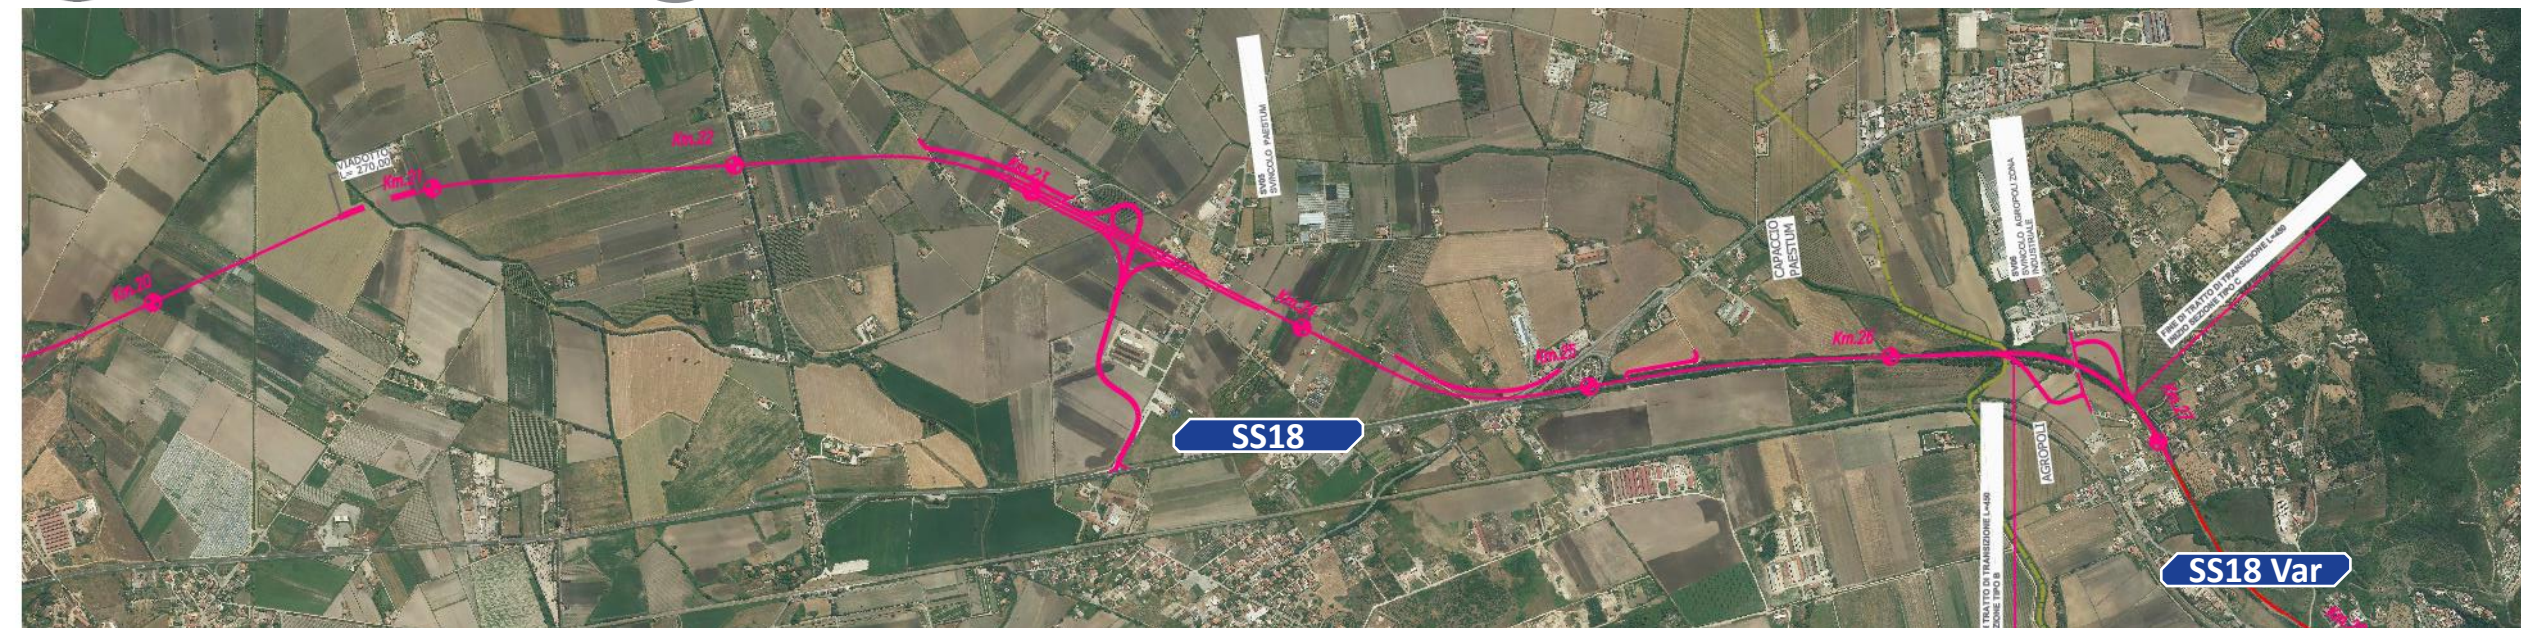 VIADOTTO
L= 270,00
Km.20
Km.21
Km.22
Km.23
SV05
SVINCOLO PAESTUM
Km.24
SS18
Km.25
CAPACCIO
PAESTUM
Km.26
SV06
SVINCOLO AGROPOLI ZONA
INDUSTRIALE
AGROPOLI
TRATTO DI TRANSIZIONE L=450
ZIONE TIPO B
FINE DI TRATTO DI TRANSIZIONE L=450
INIZIO SEZIONE TIPO C
Km.27
SS18 Var